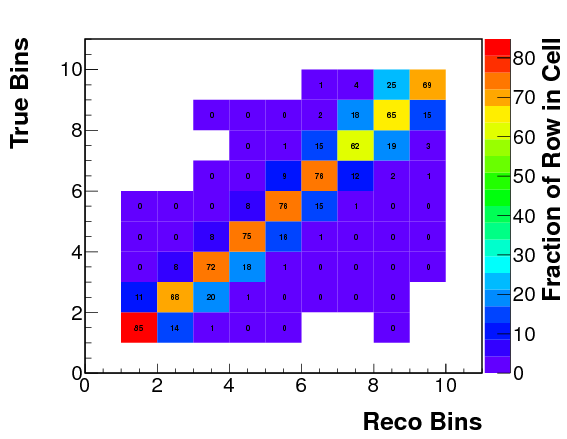 True Bins
Fraction of Row in Cell
10
8
6
4
2
0
1 4 25 69
0 0 0 2 18 65 15
0 1 15 62 19 3
0 0 9 76 12 2 1
0 0 0 8 76 15 1 0 0
0 0 8 75 16 1 0 0 0
0 8 72 18 1 0 0 0 0
11 68 20 1 0 0 0 0
85 14 1 0 0 0
0 2 4 6 8 10
Reco Bins
80
70
60
50
40
30
20
10
0